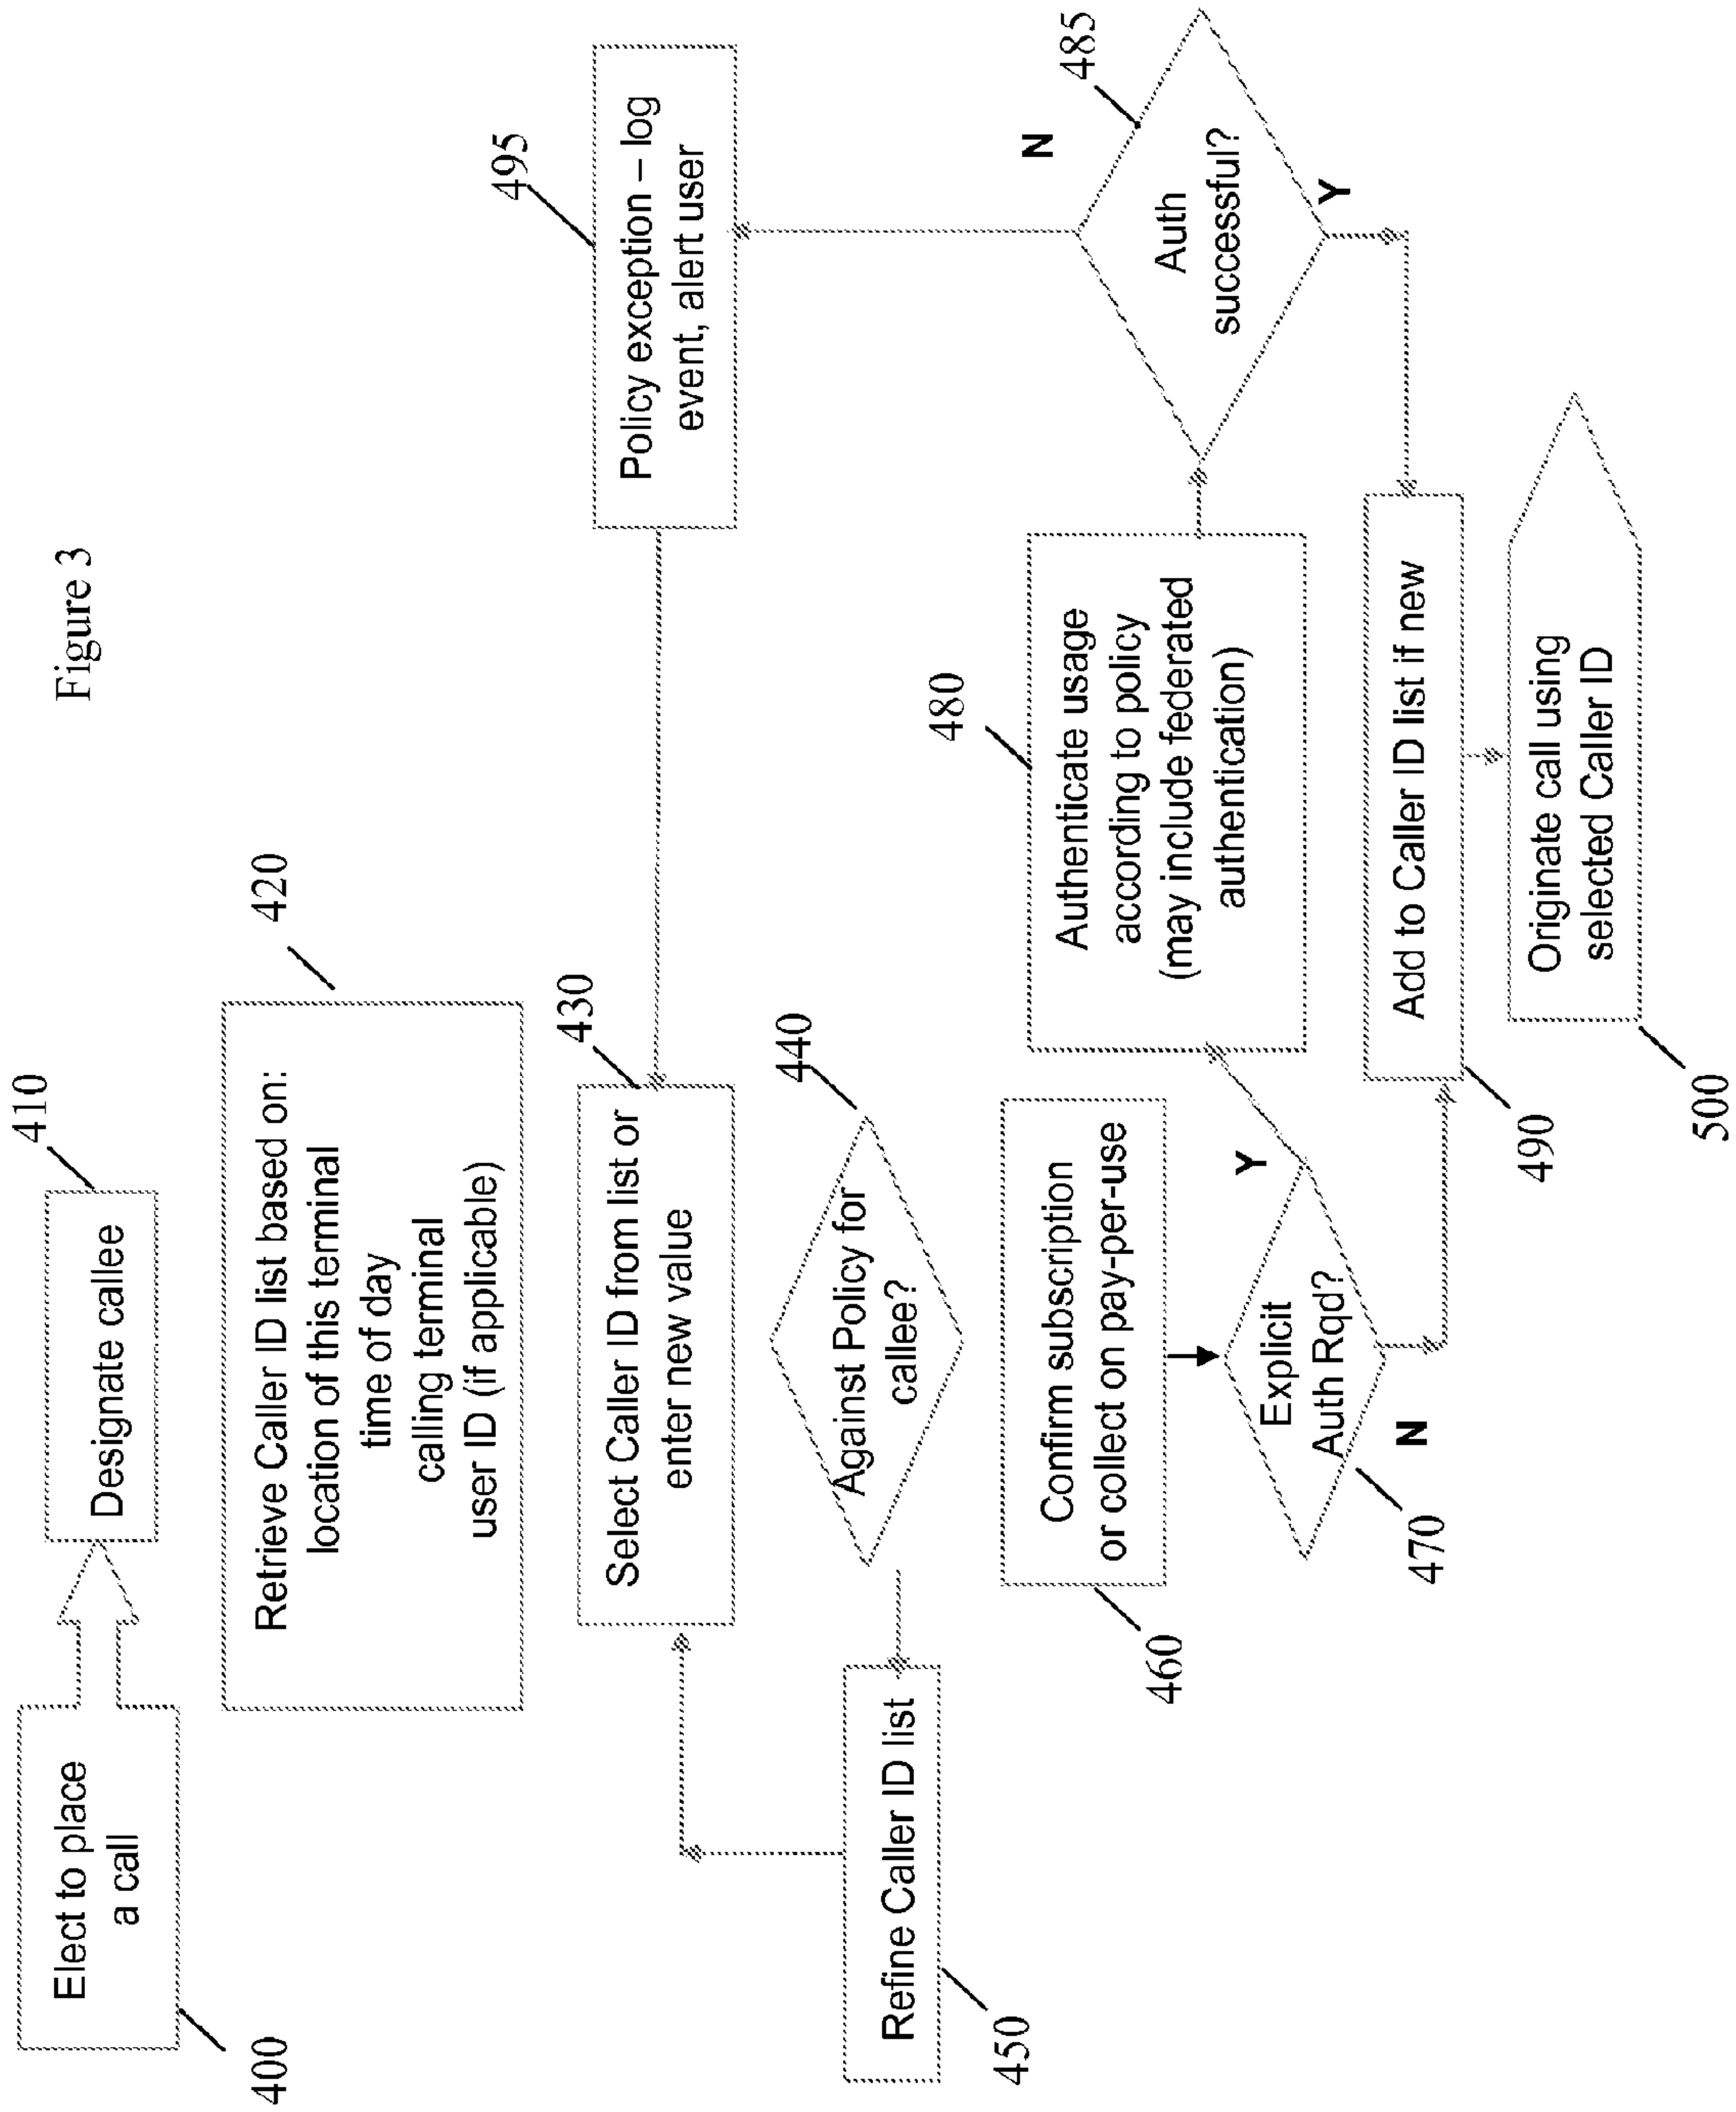 Figure 3
Elect to place
a call
400
Designate callee
410
Retrieve Caller ID list based on:
location of this terminal
time of day
calling terminal
user ID (if applicable)
420
Select Caller ID from list or
enter new value
430
Against Policy for
callee?
440
Refine Caller ID list
450
Confirm subscription
or collect on pay-per-use
460
Explicit
Auth Rqd?
470
Y
N
Authenticate usage
according to policy
(may include federated
authentication)
480
Auth
successful?
485
N
Y
Policy exception – log
event, alert user
495
Add to Caller ID list if new
490
Originate call using
selected Caller ID
500